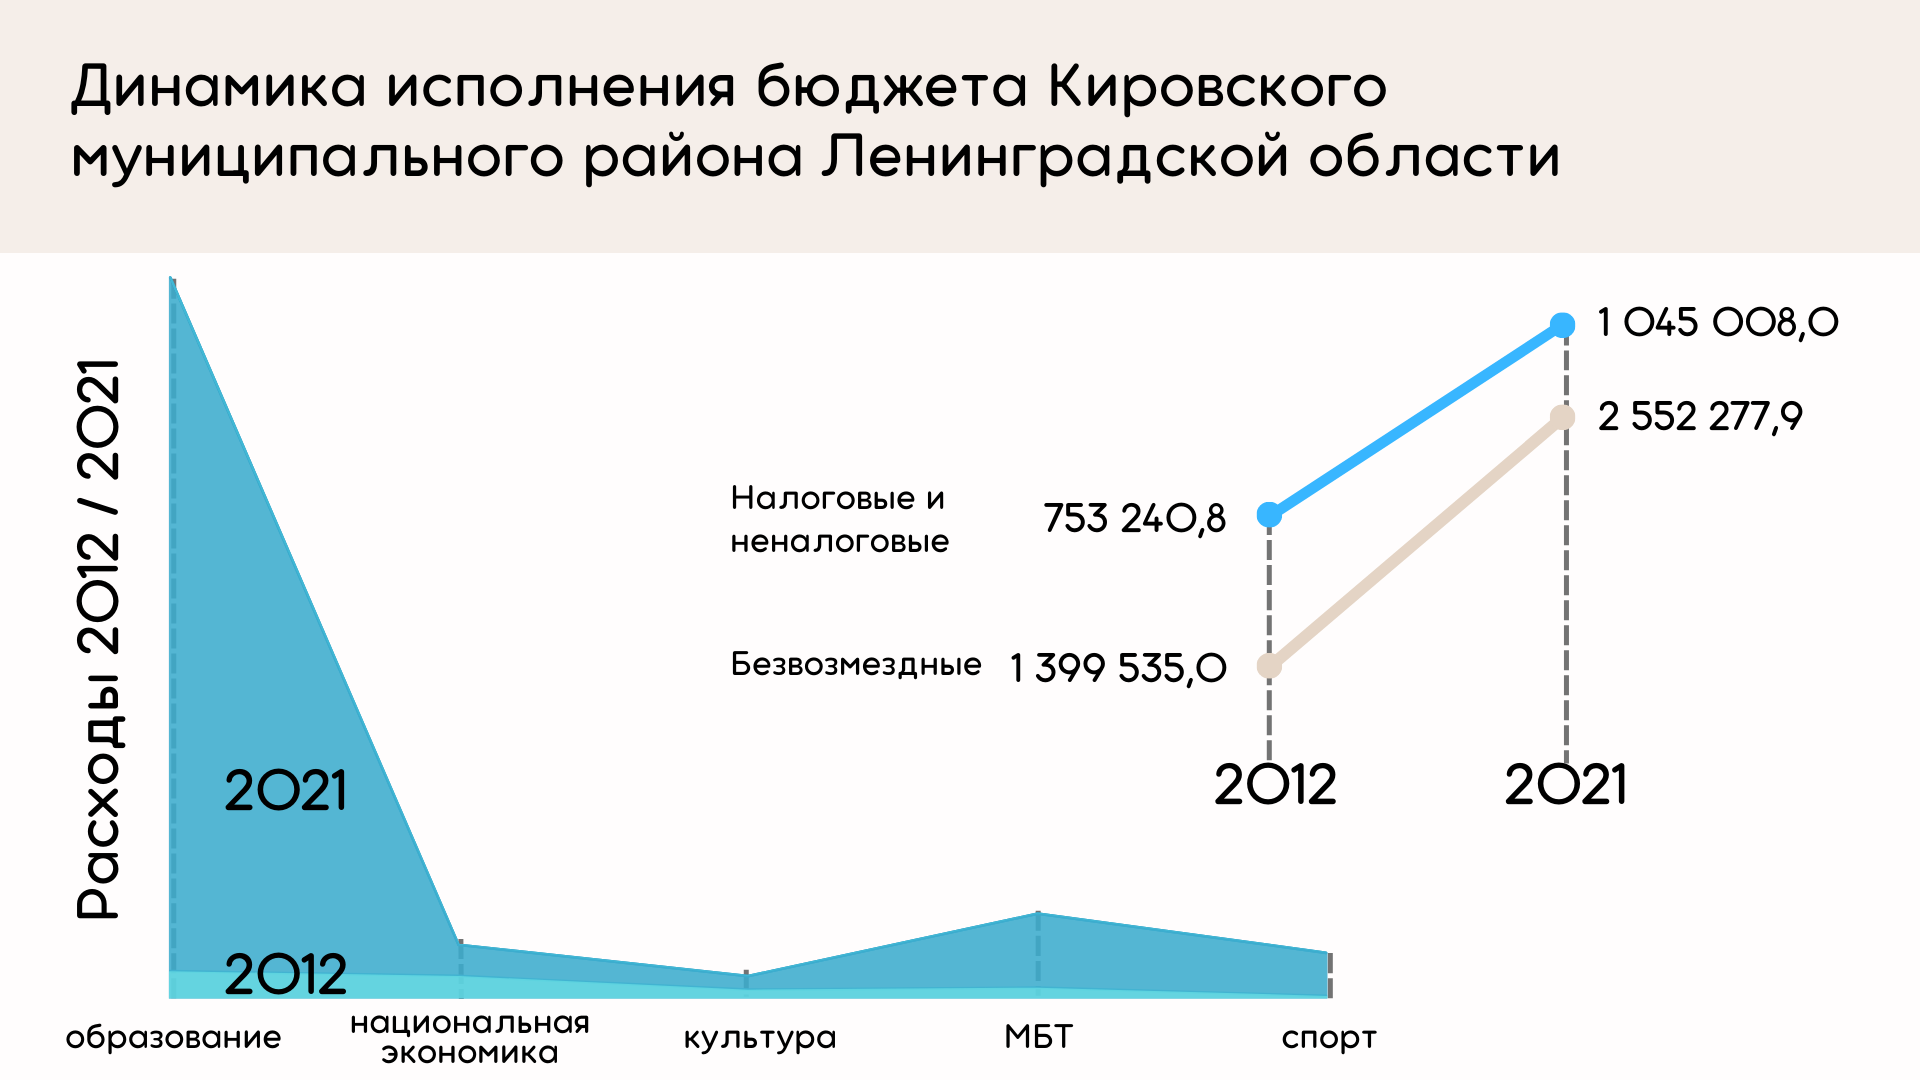 Динамика исполнения бюджета Кировского
муниципального района Ленинградской области
Расходы 2012 / 2021
2021
2012
образование
национальная
экономика
культура
МБТ
спорт
Налоговые и
неналоговые
753 240,8
1 045 008,0
Безвозмездные 1 399 535,0
2 552 277,9
2012
2021